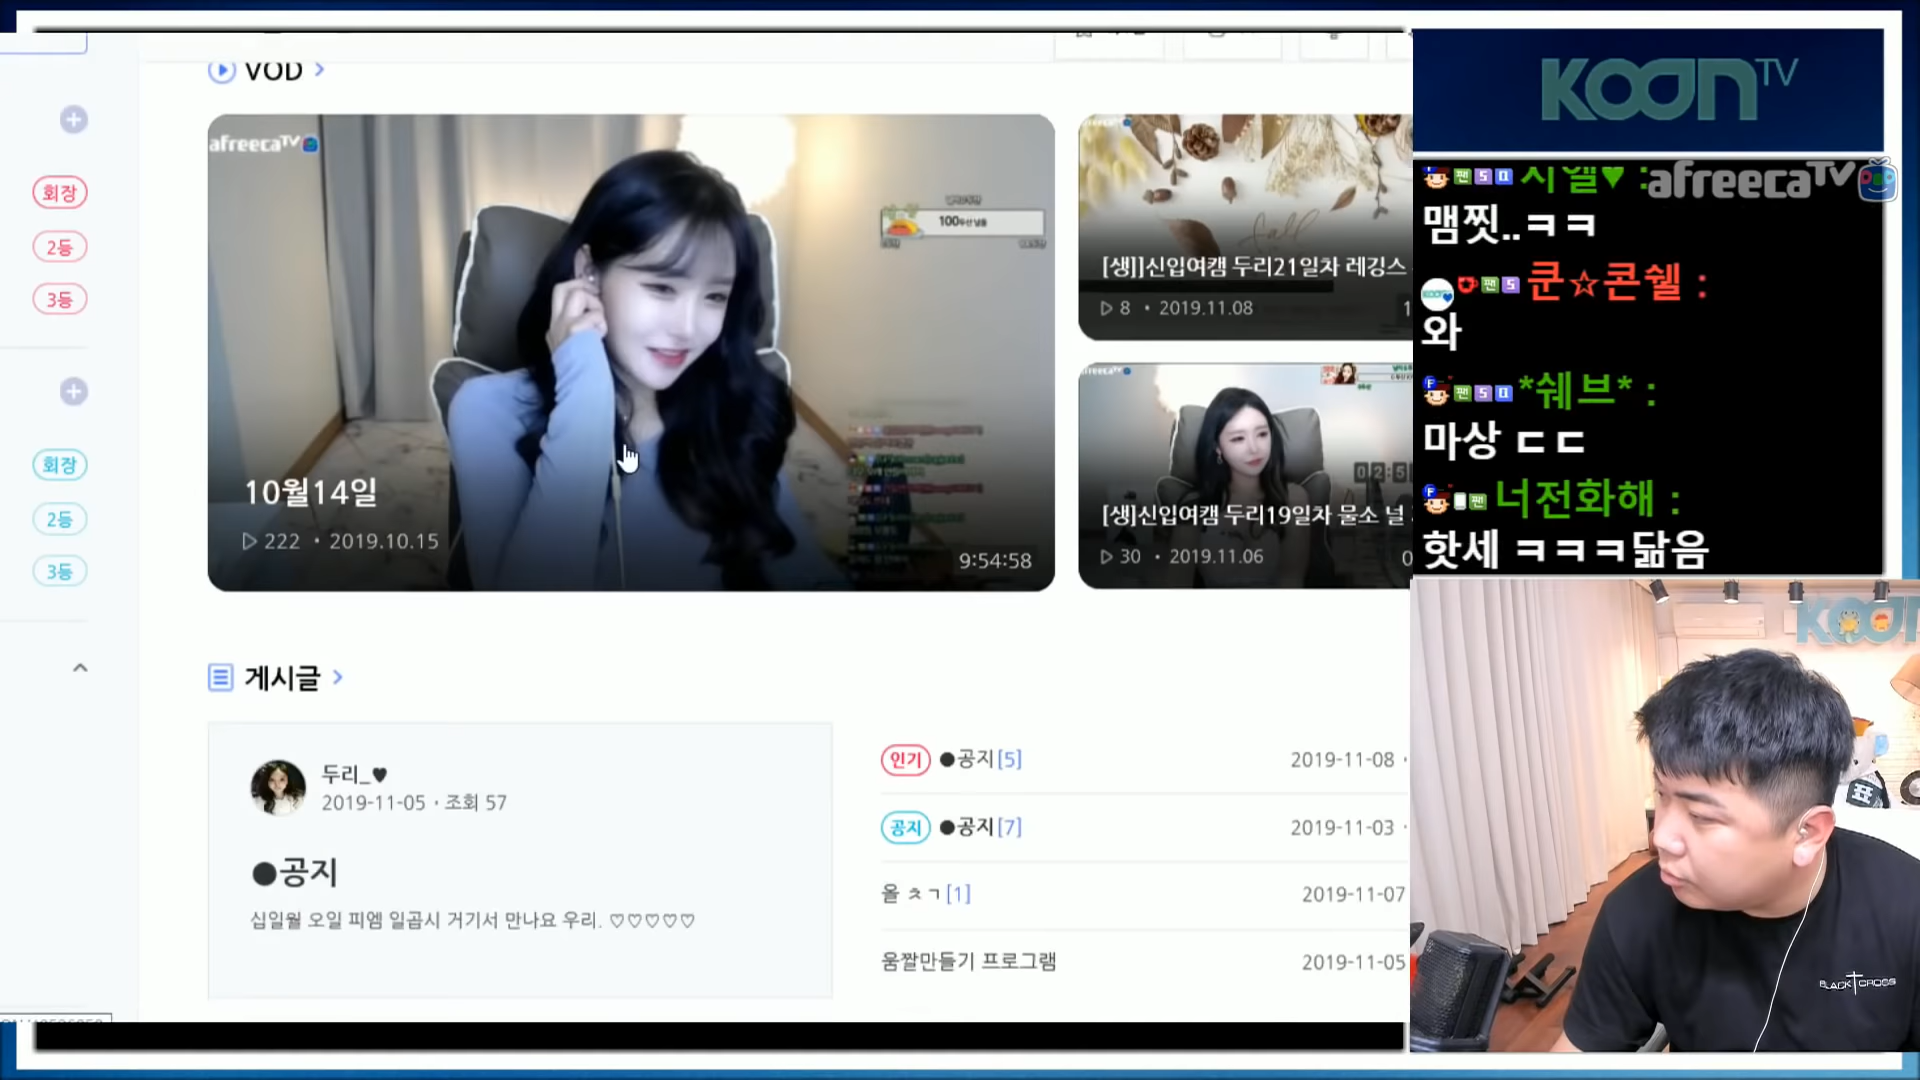 VOD
회장
2등
3등
회장
2등
3등
afreecaTV
10월14일
222 • 2019.10.15
9:54:58
[생]]신입여캠 두리21일차 레깅스
8 • 2019.11.08
[생]신입여캠 두리19일차 물소 널
30 • 2019.11.06
게시글
두리_♥
2019-11-05 • 조회 57
●공지
십일월 오일 피엠 일곱시 거기서 만나요 우리. ♡♡♡♡♡
인기 ●공지[5] 2019-11-08
공지 ●공지[7] 2019-11-03
올 ㅊㄱ[1] 2019-11-07
움짤만들기 프로그램 2019-11-05
KOONTV
afreecaTV
맴찢..ㅋㅋ
쿤☆콘쉘 :
와
*쉐브* :
마상 ㄷㄷ
너전화해 :
핫세 ㅋㅋㅋ닮음
KOON
BLACK CROSS